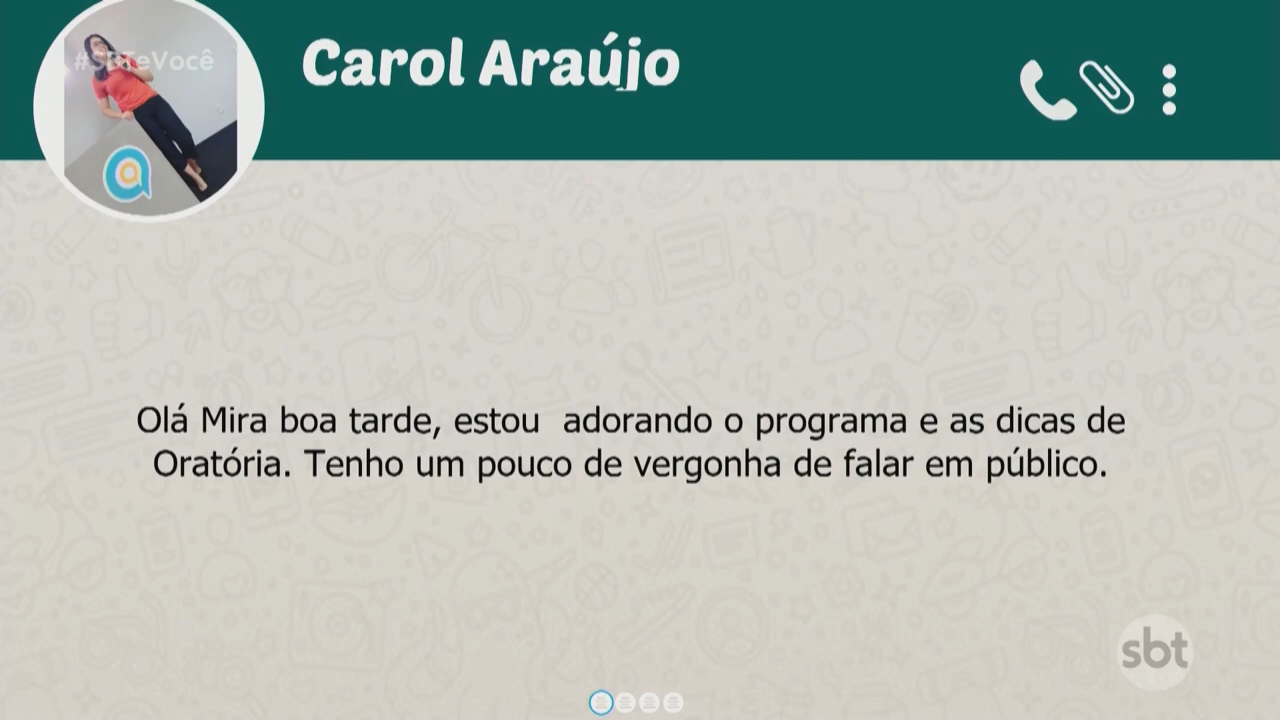 #SBTeVocê
Carol Araújo
Olá Mira boa tarde, estou  adorando o programa e as dicas de
Oratória. Tenho um pouco de vergonha de falar em público.
sbt